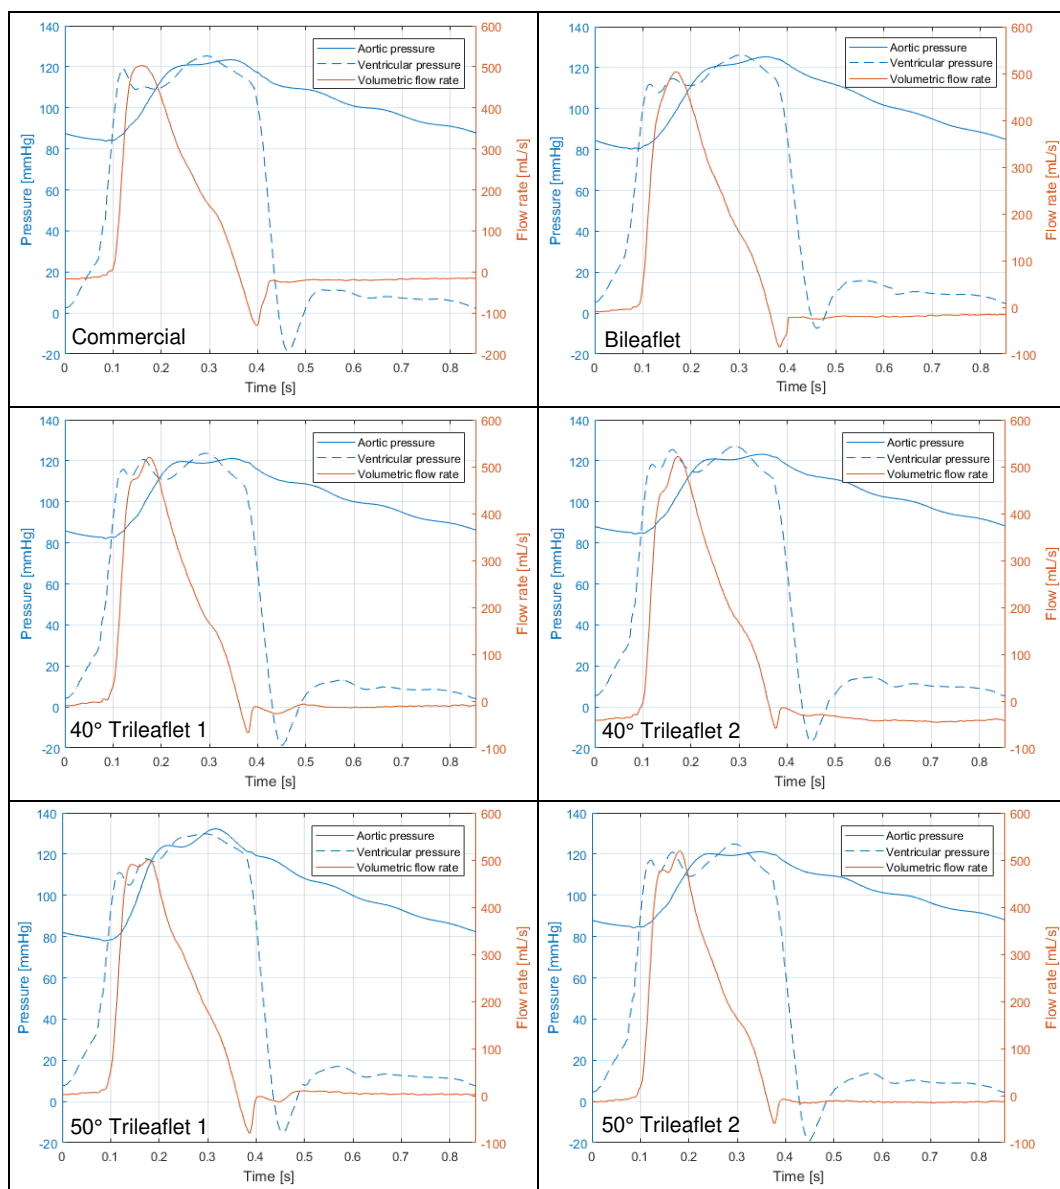 140
120
100
80
60
40
20
0
-20
Pressure [mmHg]
600
500
400
300
200
100
0
-100
-200
Flow rate [mL/s]
Aortic pressure
Ventricular pressure
Volumetric flow rate
Commercial
0 0.1 0.2 0.3 0.4 0.5 0.6 0.7 0.8
Time [s]
140
120
100
80
60
40
20
0
-20
Pressure [mmHg]
600
500
400
300
200
100
0
-100
Flow rate [mL/s]
Aortic pressure
Ventricular pressure
Volumetric flow rate
Bileaflet
0 0.1 0.2 0.3 0.4 0.5 0.6 0.7 0.8
Time [s]
140
120
100
80
60
40
20
0
-20
Pressure [mmHg]
600
500
400
300
200
100
0
-100
Flow rate [mL/s]
Aortic pressure
Ventricular pressure
Volumetric flow rate
40° Trileaflet 1
0 0.1 0.2 0.3 0.4 0.5 0.6 0.7 0.8
Time [s]
140
120
100
80
60
40
20
0
-20
Pressure [mmHg]
600
500
400
300
200
100
0
-100
Flow [mL/s]
Aortic pressure
Ventricular pressure
Volumetric flow rate
40° Trileaflet 2
0 0.1 0.2 0.3 0.4 0.5 0.6 0.7 0.8
Time [s]
140
120
100
80
60
40
20
0
-20
Pressure [mmHg]
600
500
400
300
200
100
0
-100
Flow rate [mL/s]
Aortic pressure
Ventricular pressure
Volumetric flow rate
50° Trileaflet 1
0 0.1 0.2 0.3 0.4 0.5 0.6 0.7 0.8
Time [s]
140
120
100
80
60
40
20
0
-20
Pressure [mmHg]
600
500
400
300
200
100
0
-100
Flow rate [mL/s]
Aortic pressure
Ventricular pressure
Volumetric flow rate
50° Trileaflet 2
0 0.1 0.2 0.3 0.4 0.5 0.6 0.7 0.8
Time [s]